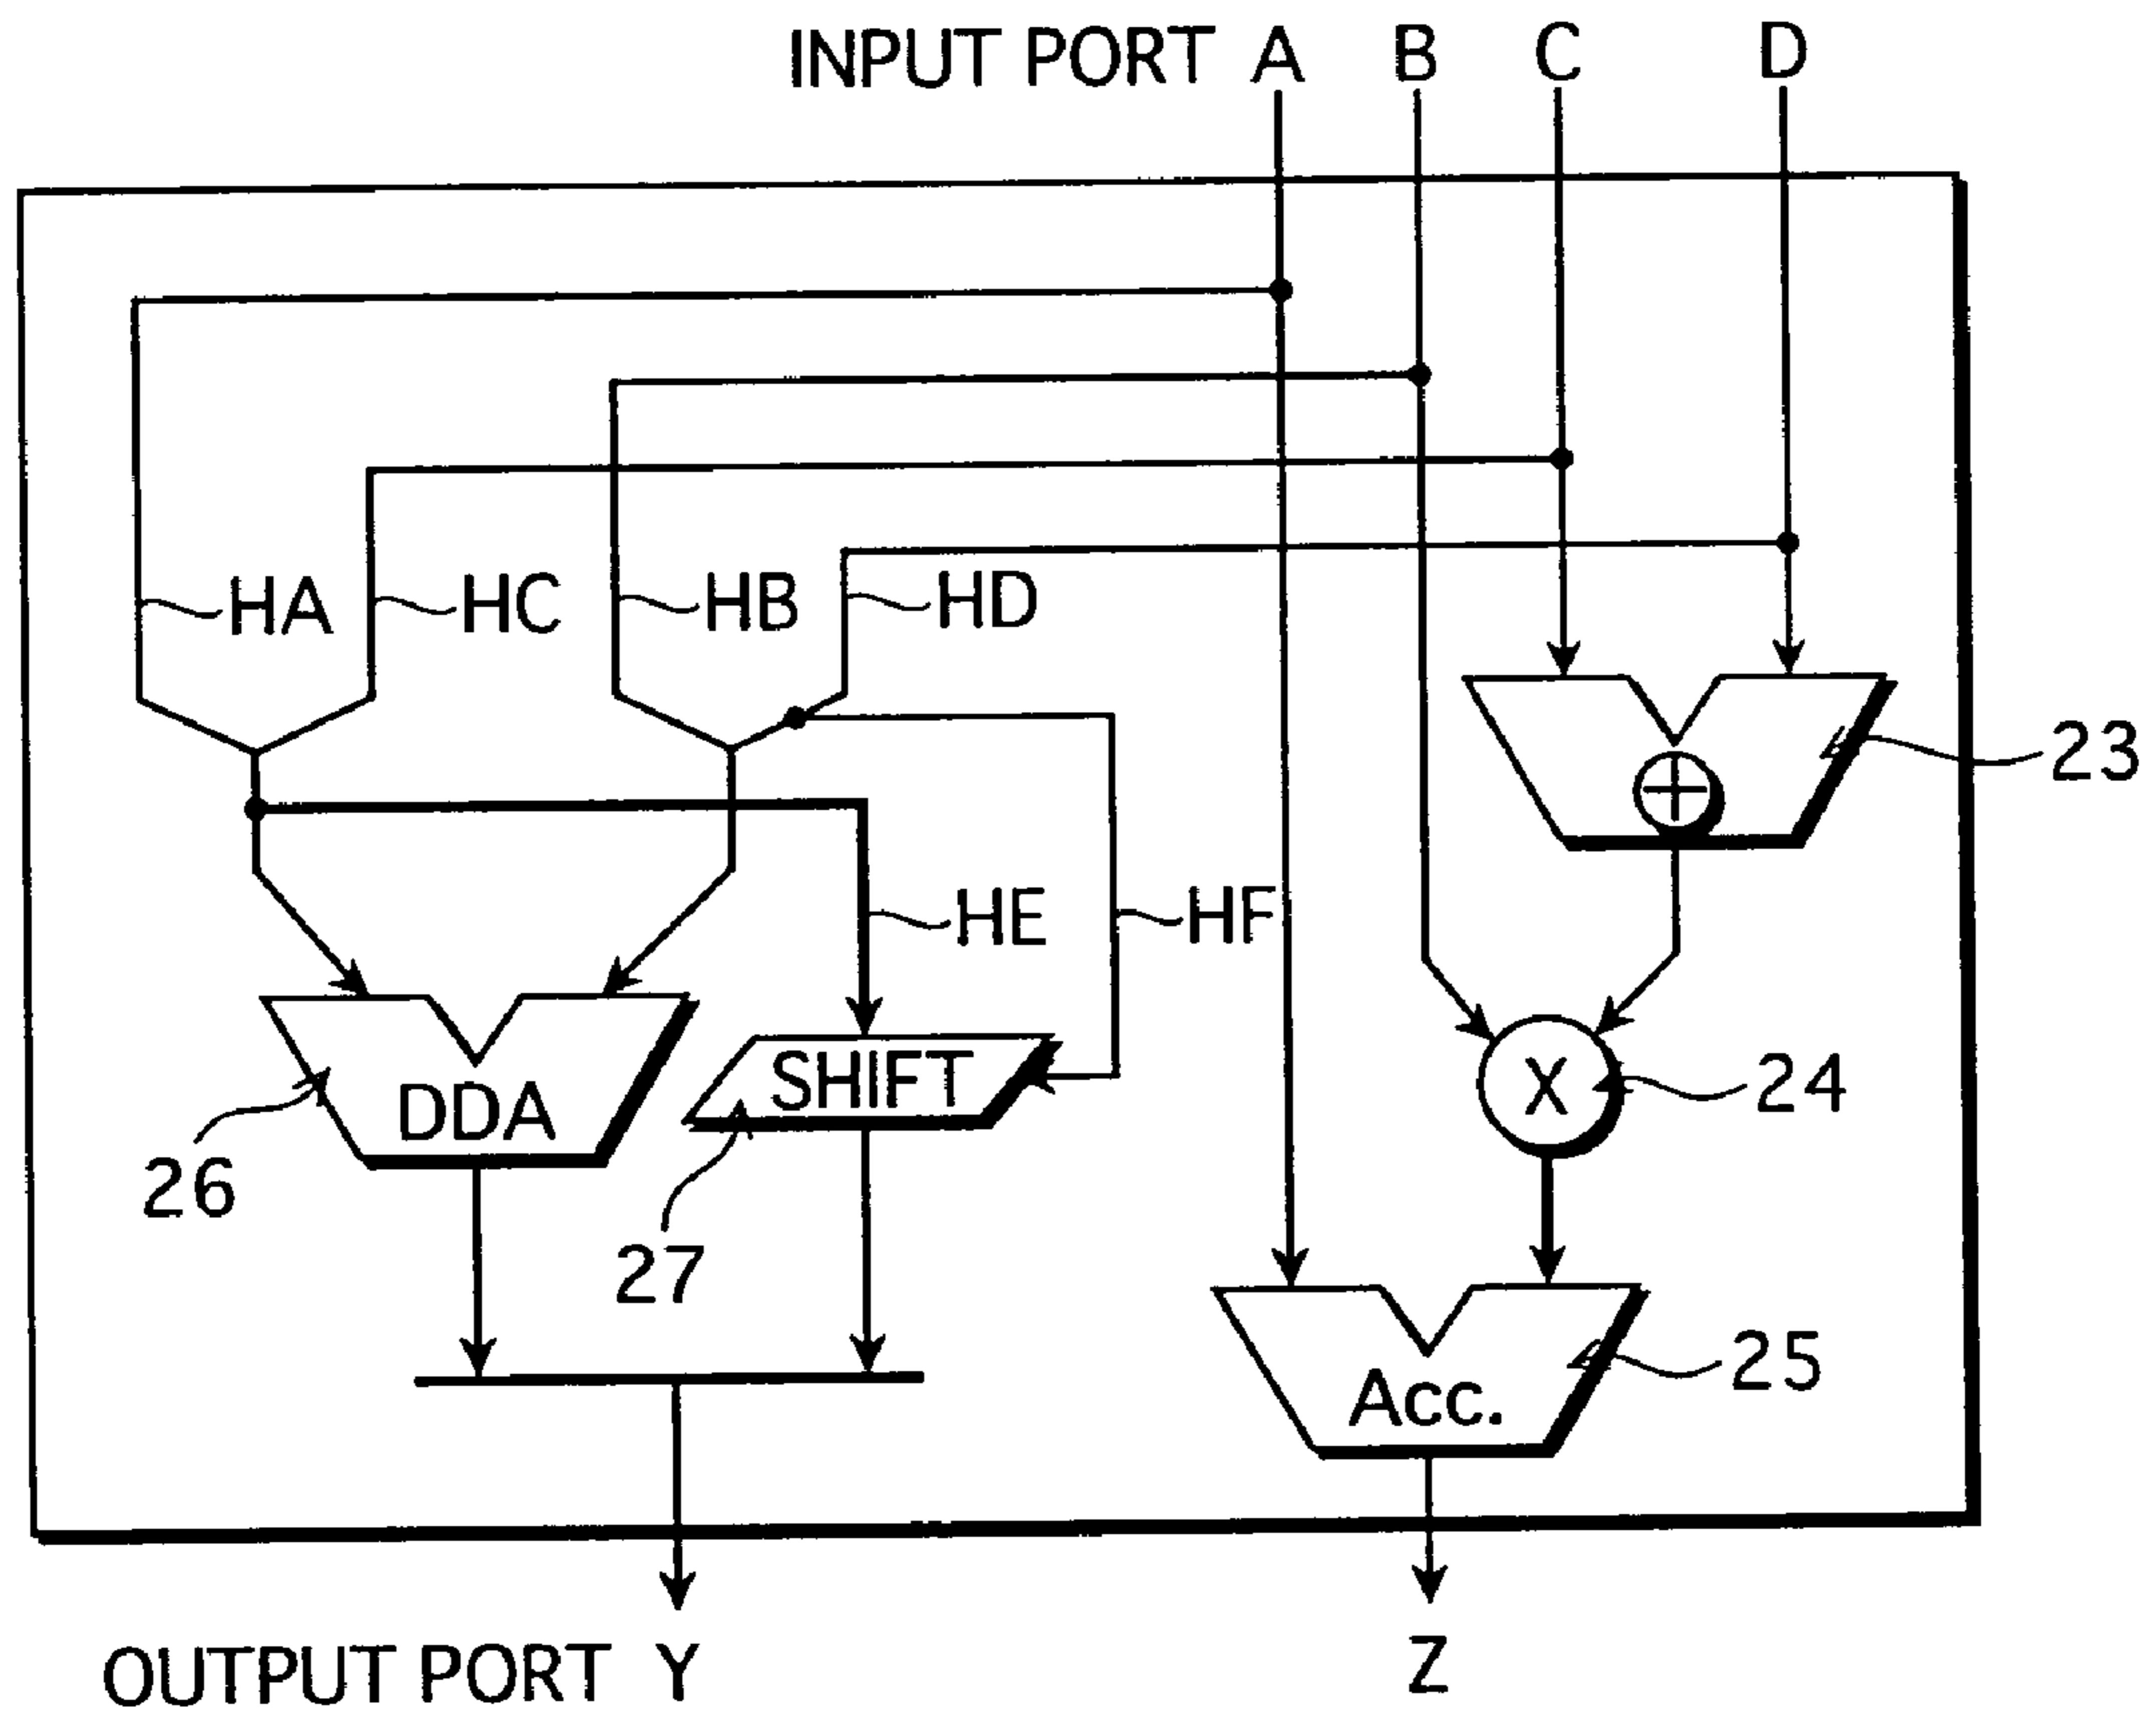 INPUT PORT A B C D
HA HC HB HD
23
HE HF
SHIFT
DDA
X
24
26
27
25
Acc.
OUTPUT PORT Y Z